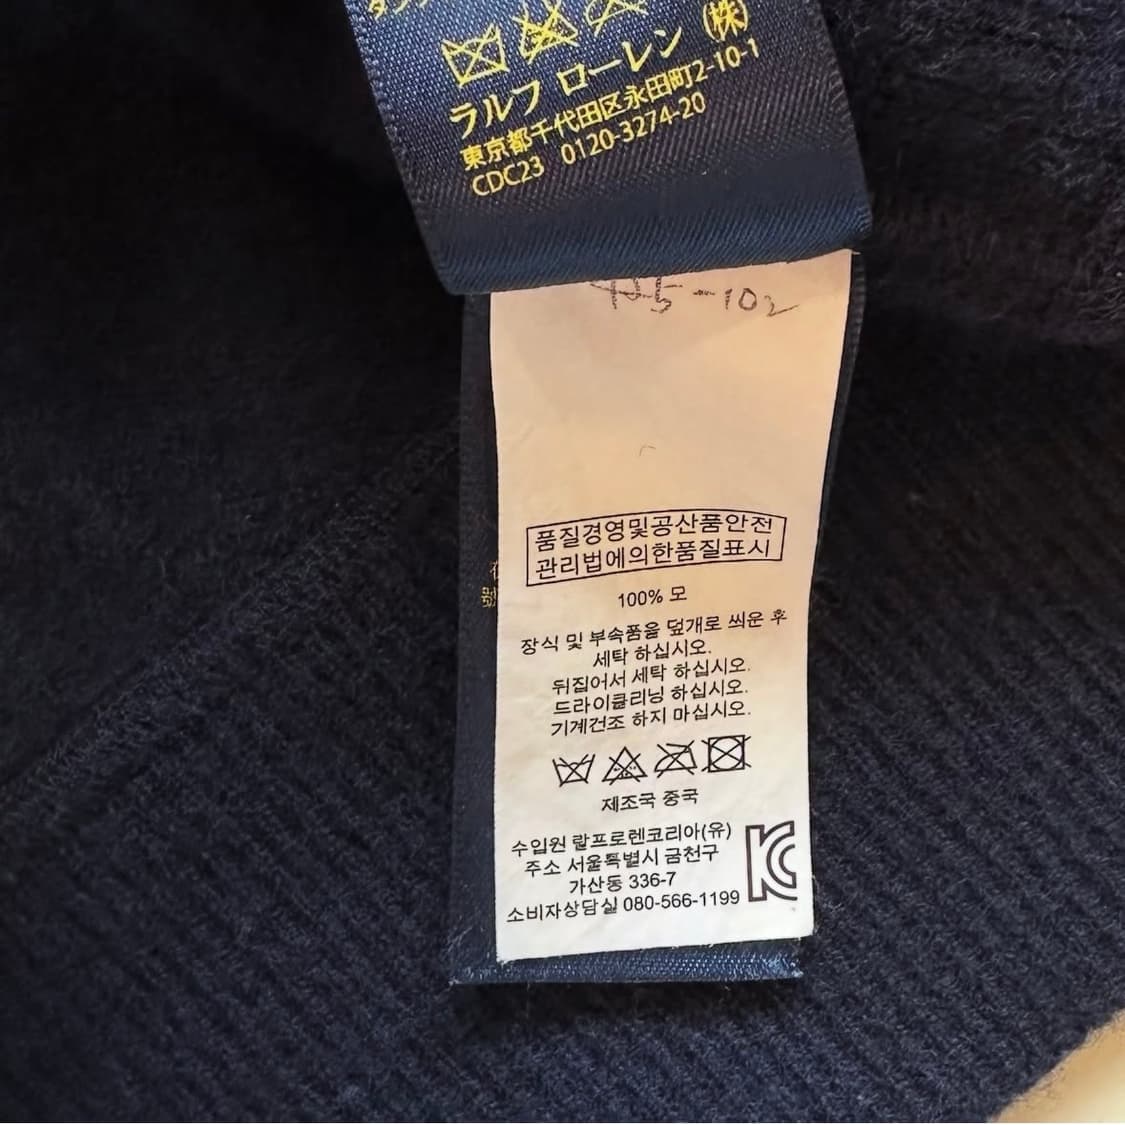 ラルフ ローレン (株)
東京都千代田区永田町2-10-1
CDC23 0120-3274-20
品질경영및공산품안전
관리법에의한품질표시
100% 모
장식 및 부속품을 덮개로 씌운 후
세탁 하십시오.
뒤집어서 세탁 하십시오.
드라이클리닝 하십시오.
기계건조 하지 마십시오.
제조국 중국
수입원 랄프로렌코리아(유)
주소 서울특별시 금천구
가산동 336-7
소비자상담실 080-566-1199